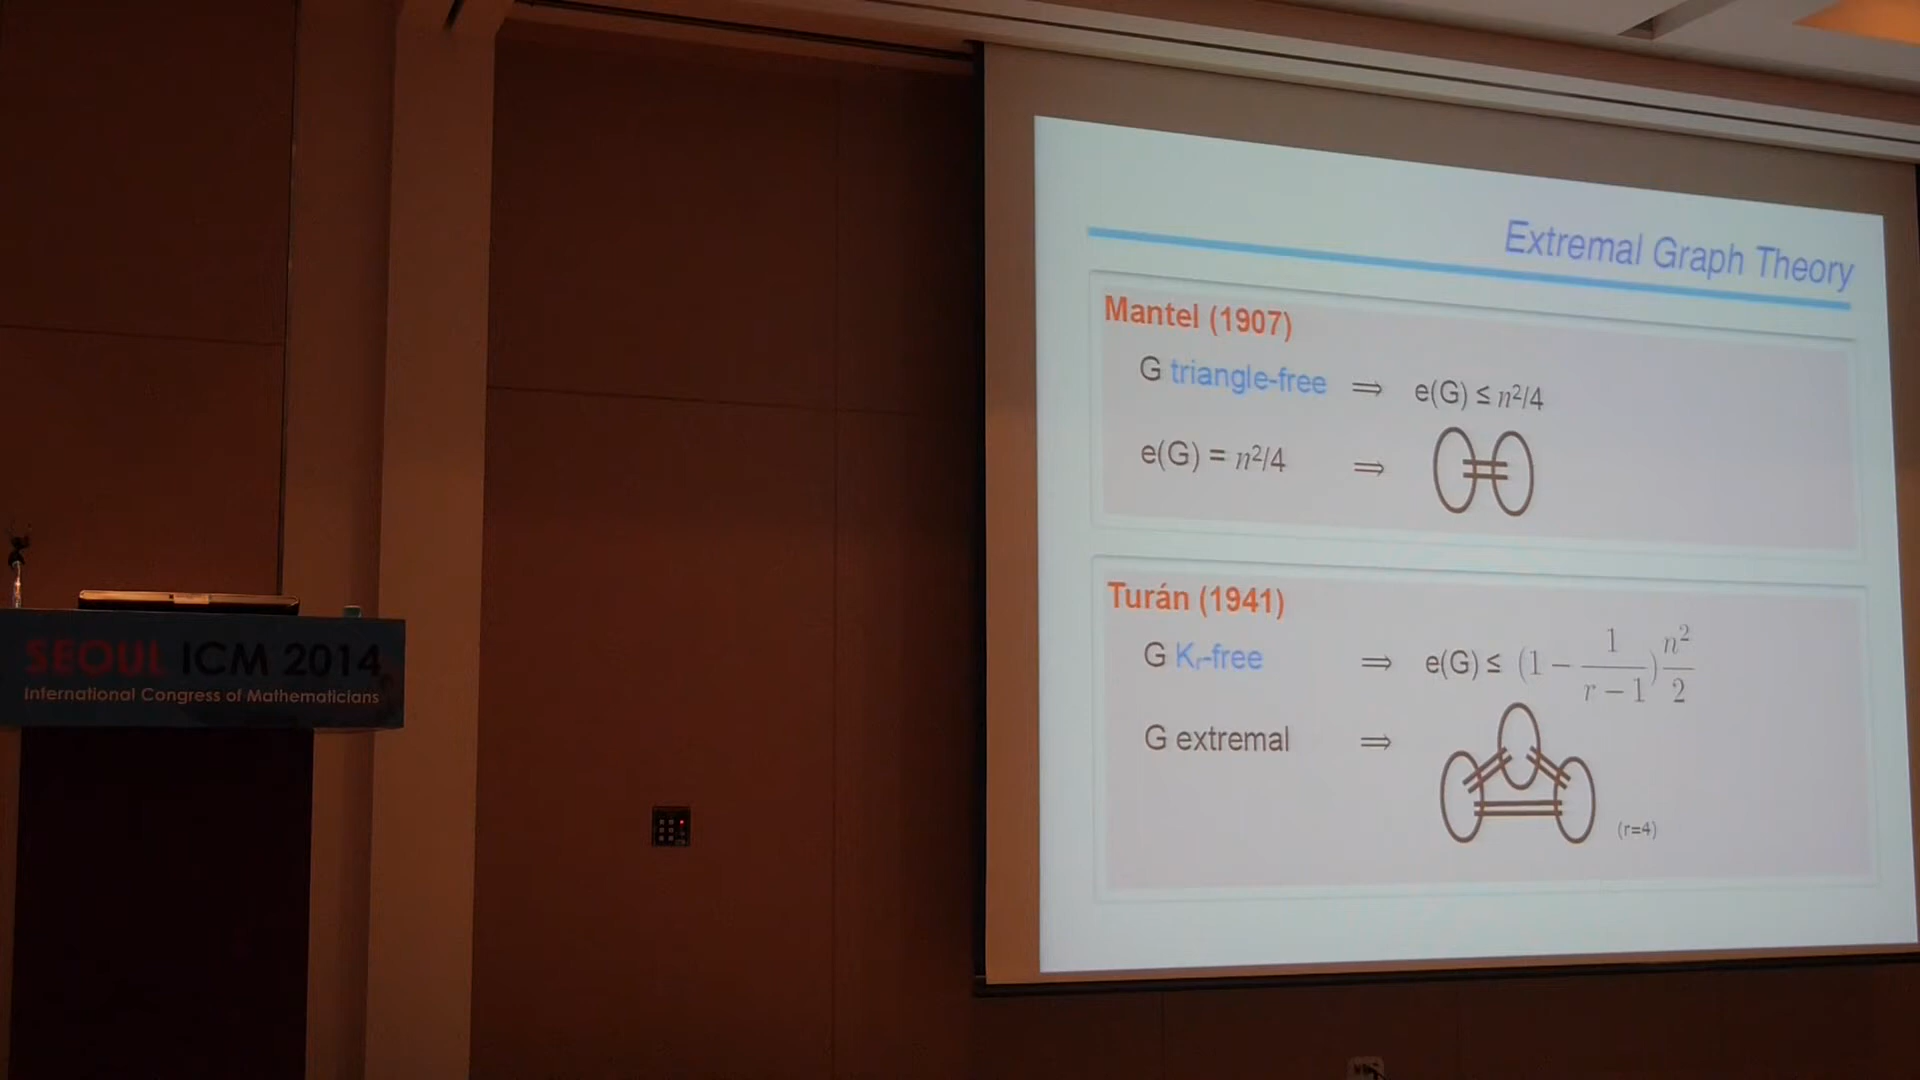 Extremal Graph Theory
Mantel (1907)
G triangle-free ⇒ e(G) ≤ n²/4
e(G) = n²/4 ⇒
Turán (1941)
G Kᵣ-free ⇒ e(G) ≤ (1 − 1/(r − 1)) n²/2
G extremal ⇒
(r=4)
SEOUL ICM 2014
International Congress of Mathematicians